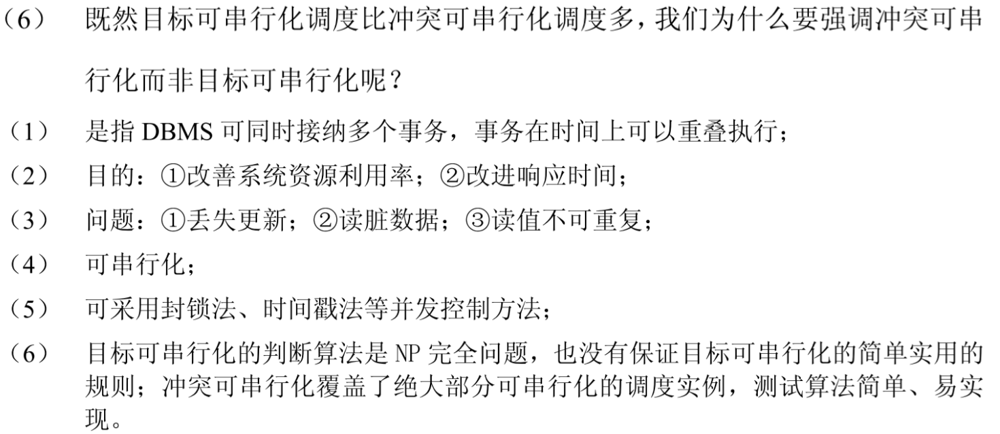 （6） 既然目标可串行化调度比冲突可串行化调度多，我们为什么要强调冲突可串
行化而非目标可串行化呢？
（1） 是指 DBMS 可同时接纳多个事务，事务在时间上可以重叠执行；
（2） 目的：①改善系统资源利用率；②改进响应时间；
（3） 问题：①丢失更新；②读脏数据；③读值不可重复；
（4） 可串行化；
（5） 可采用封锁法、时间戳法等并发控制方法；
（6） 目标可串行化的判断算法是 NP 完全问题，也没有保证目标可串行化的简单实用的
规则；冲突可串行化覆盖了绝大部分可串行化的调度实例，测试算法简单、易实
现。